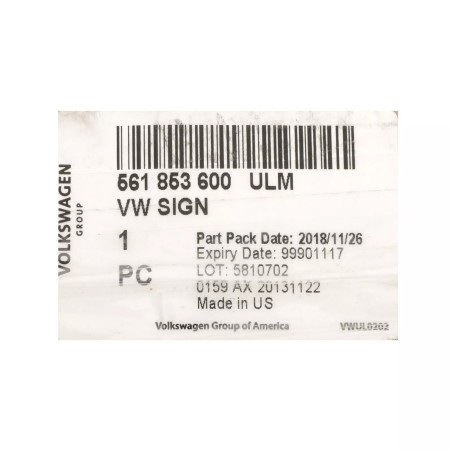 VOLKSWAGEN
GROUP
561 853 600 ULM
VW SIGN
1
PC
Part Pack Date: 2018/11/26
Expiry Date: 99901117
LOT: 5810702
0159 AX 20131122
Made in US
Volkswagen Group of America
VWUL0202